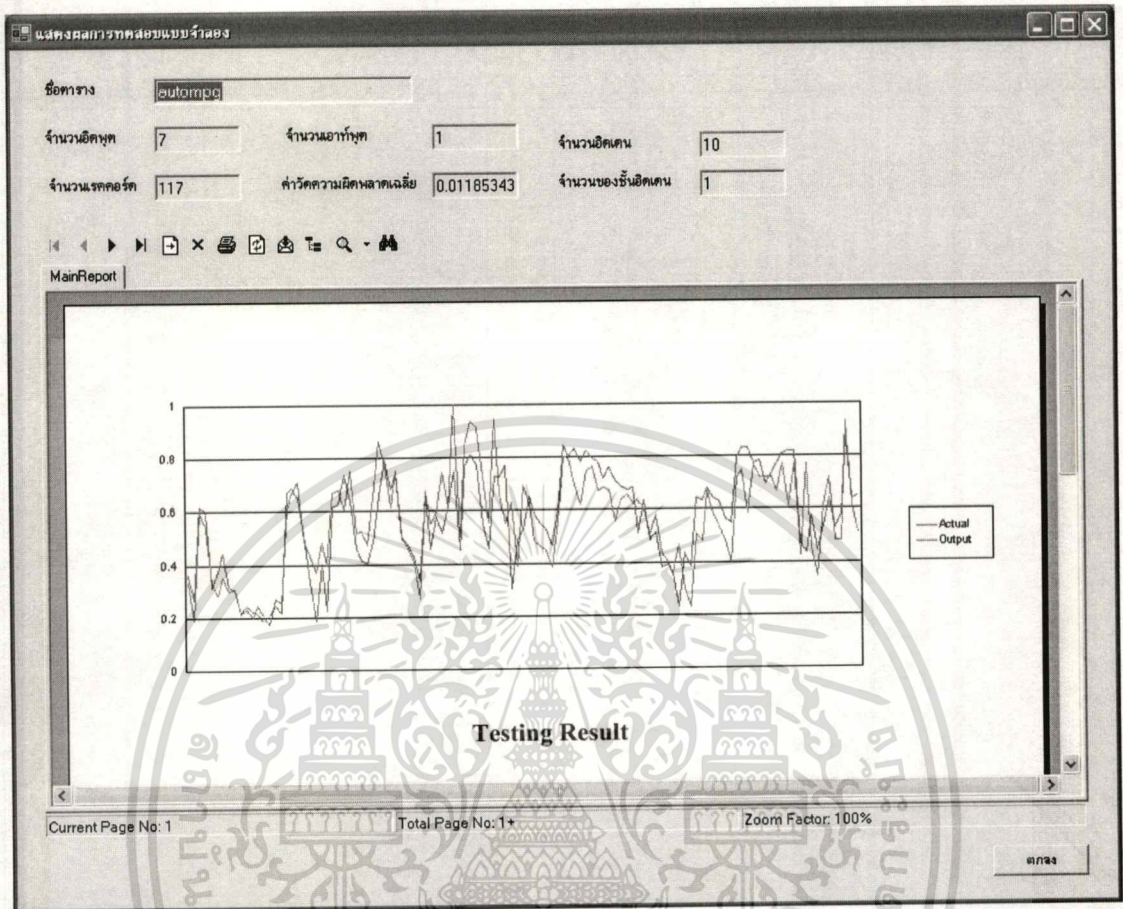 แสดงผลการทดสอบแบบจำลอง
ชื่อตาราง autompg
จำนวนอิดพุต 7 จำนวนเอาท์พุต 1 จำนวนฮิดเดน 10
จำนวนเรคคอร์ด 117 ค่าวัดความผิดพลาดเฉลี่ย 0.01185343 จำนวนของชั้นฮิดเดน 1
MainReport
1
0.8
0.6
0.4
0.2
0
Actual
Output
Testing Result
Current Page No: 1 Total Page No: 1+ Zoom Factor: 100%
ตกลง